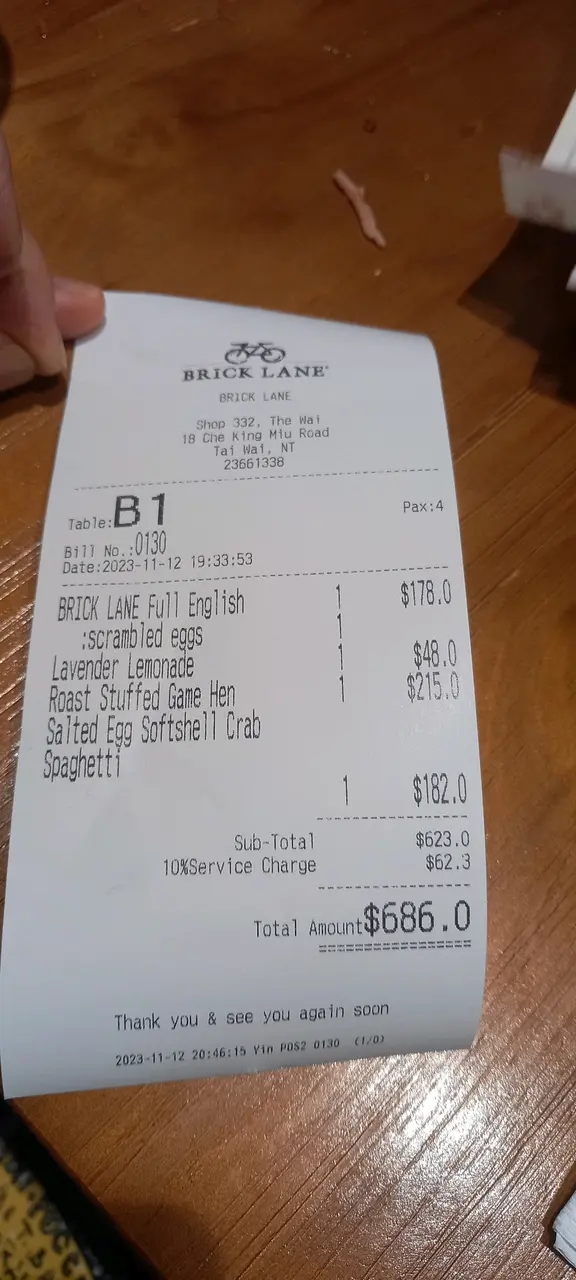 BRICK LANE®
BRICK LANE
Shop 332, The Wai
18 Che King Miu Road
Tai Wai, NT
23661338
Table:B1 Pax:4
Bill No.:0130
Date:2023-11-12 19:33:53
BRICK LANE Full English 1 $178.0
:scrambled eggs 1
Lavender Lemonade 1 $48.0
Roast Stuffed Game Hen 1 $215.0
Salted Egg Softshell Crab
Spaghetti
1 $182.0
Sub-Total $623.0
10%Service Charge $62.3
Total Amount$686.0
Thank you & see you again soon
2023-11-12 20:46:15 Yin POS2 0130 (1/0)